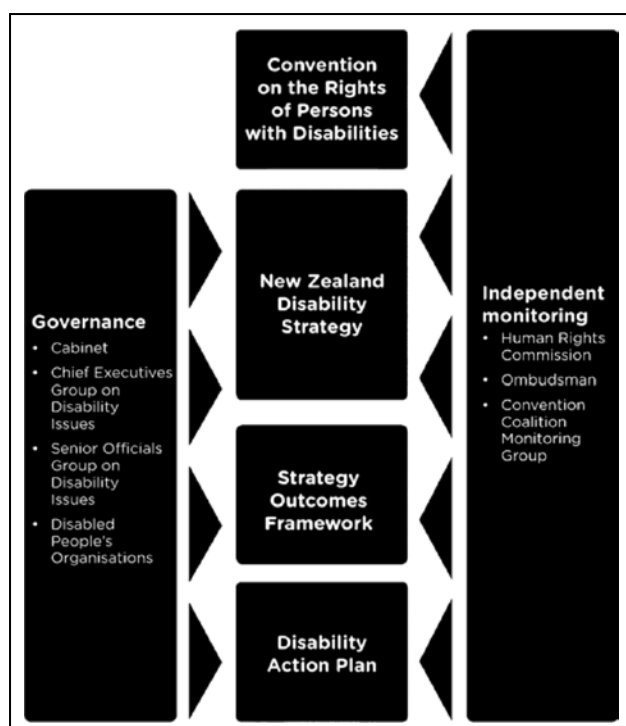 Convention
on the Rights
of Persons
with Disabilities
Governance
• Cabinet
• Chief Executives
Group on
Disability
Issues
• Senior Officials
Group on
Disability
Issues
• Disabled
People's
Organisations
New Zealand
Disability
Strategy
Strategy
Outcomes
Framework
Disability
Action Plan
Independent
monitoring
• Human Rights
Commission
• Ombudsman
• Convention
Coalition
Monitoring
Group